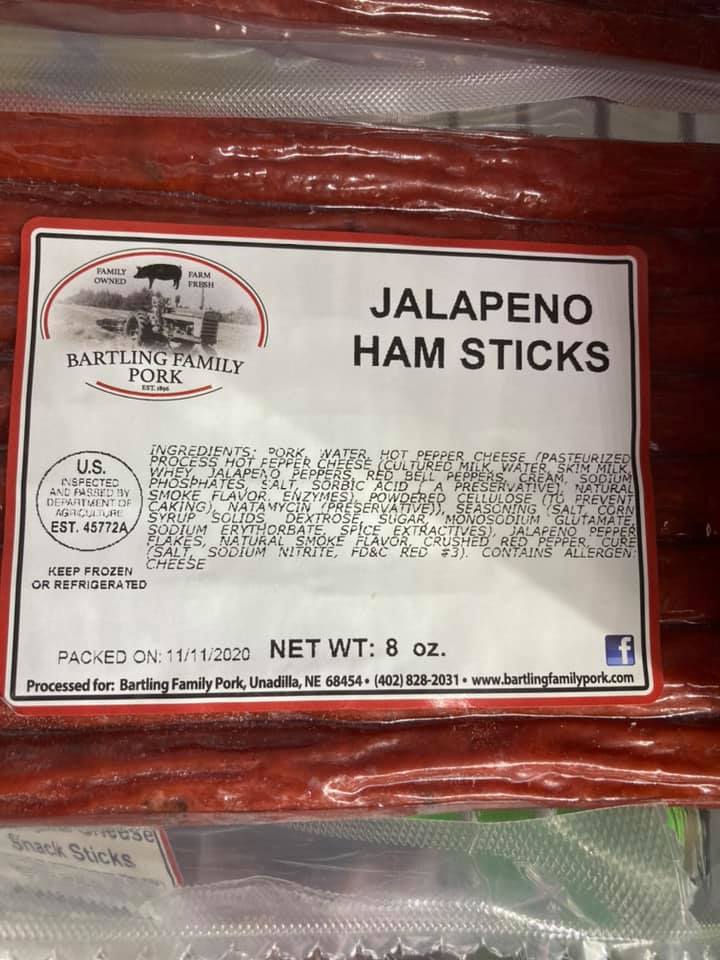 FAMILY OWNED
FARM FRESH
BARTLING FAMILY
PORK
EST. 1896
JALAPENO
HAM STICKS
U.S.
INSPECTED
AND PASSED BY
DEPARTMENT OF
AGRICULTURE
EST. 45772A
KEEP FROZEN
OR REFRIGERATED
INGREDIENTS: PORK, WATER, HOT PEPPER CHEESE (PASTEURIZED
PROCESS HOT PEPPER CHEESE (CULTURED MILK, WATER, SKIM MILK,
WHEY, JALAPENO PEPPERS, RED BELL PEPPERS, CREAM, SODIUM
PHOSPHATES, SALT, SORBIC ACID - A PRESERVATIVE, NATURAL
SMOKE FLAVOR, ENZYMES), POWDERED CELLULOSE (TO PREVENT
CAKING), NATAMYCIN (PRESERVATIVE)), SEASONING (SALT, CORN
SYRUP SOLIDS, DEXTROSE, SUGAR, MONOSODIUM GLUTAMATE,
SODIUM ERYTHORBATE, SPICE EXTRACTIVES), JALAPENO PEPPER
FLAKES, NATURAL SMOKE FLAVOR, CRUSHED RED PEPPER, CURE
(SALT, SODIUM NITRITE, FD&C RED #3). CONTAINS ALLERGEN:
CHEESE
PACKED ON: 11/11/2020 NET WT: 8 oz.
f
Processed for: Bartling Family Pork, Unadilla, NE 68454 • (402) 828-2031 • www.bartlingfamilypork.com
Snack Sticks